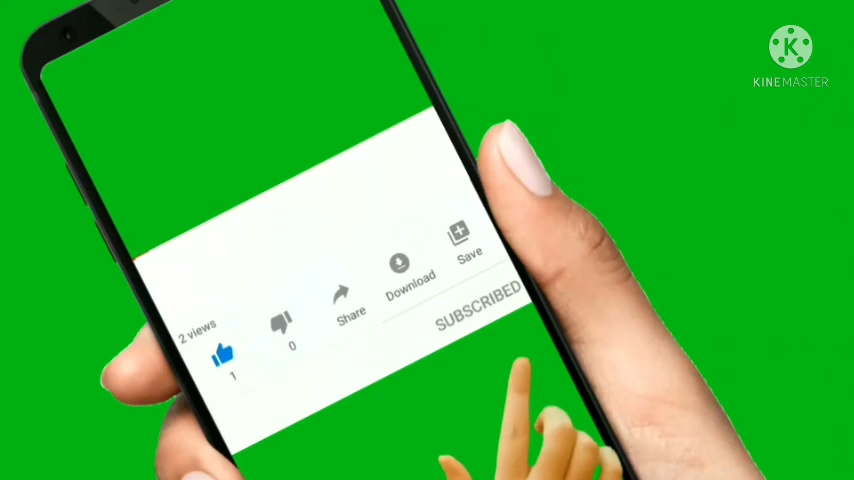 KINEMASTER
2 views
1
0
Share
Download
Save
SUBSCRIBED